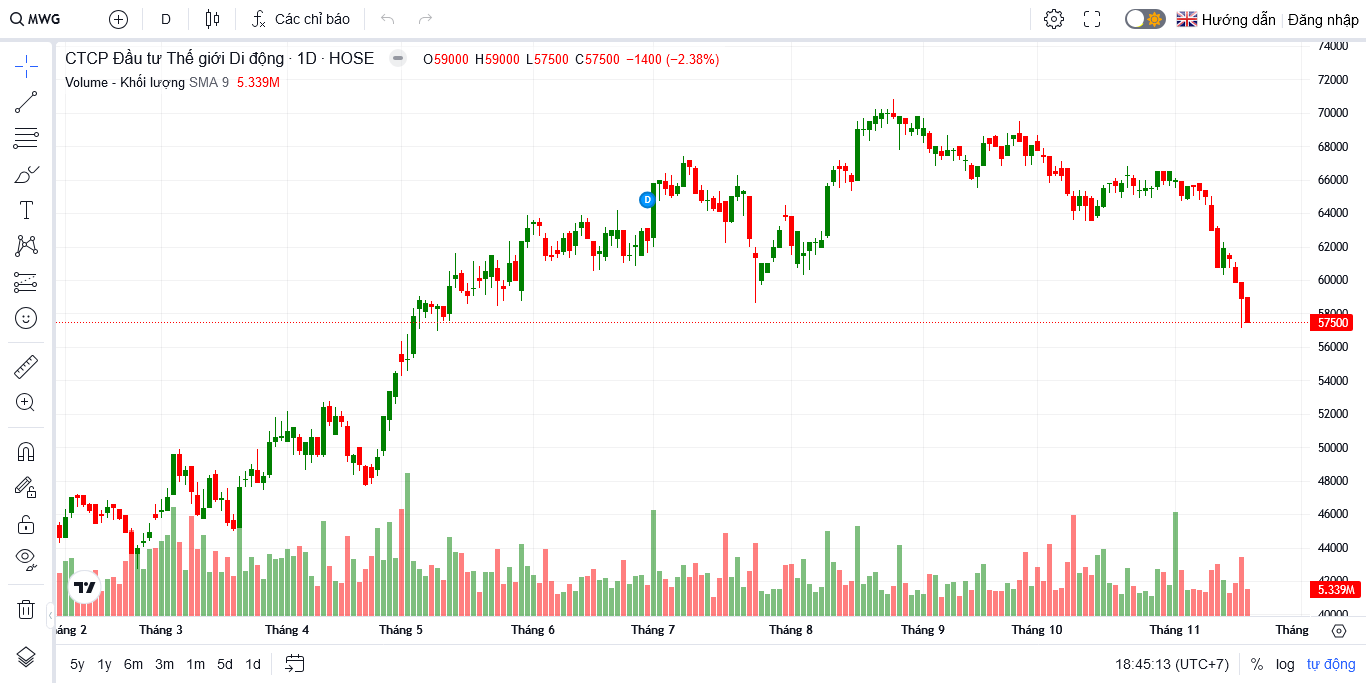 MWG D Các chỉ báo Hướng dẫn Đăng nhập
CTCP Đầu tư Thế giới Di động · 1D · HOSE O59000 H59000 L57500 C57500 −1400 (−2.38%)
Volume - Khối lượng SMA 9 5.339M
74000
72000
70000
68000
66000
D
64000
62000
60000
58000
57500
56000
54000
52000
50000
48000
46000
44000
42000
5.339M
40000
áng 2 Tháng 3 Tháng 4 Tháng 5 Tháng 6 Tháng 7 Tháng 8 Tháng 9 Tháng 10 Tháng 11 Tháng
5y 1y 6m 3m 1m 5d 1d 18:45:13 (UTC+7) % log tự động